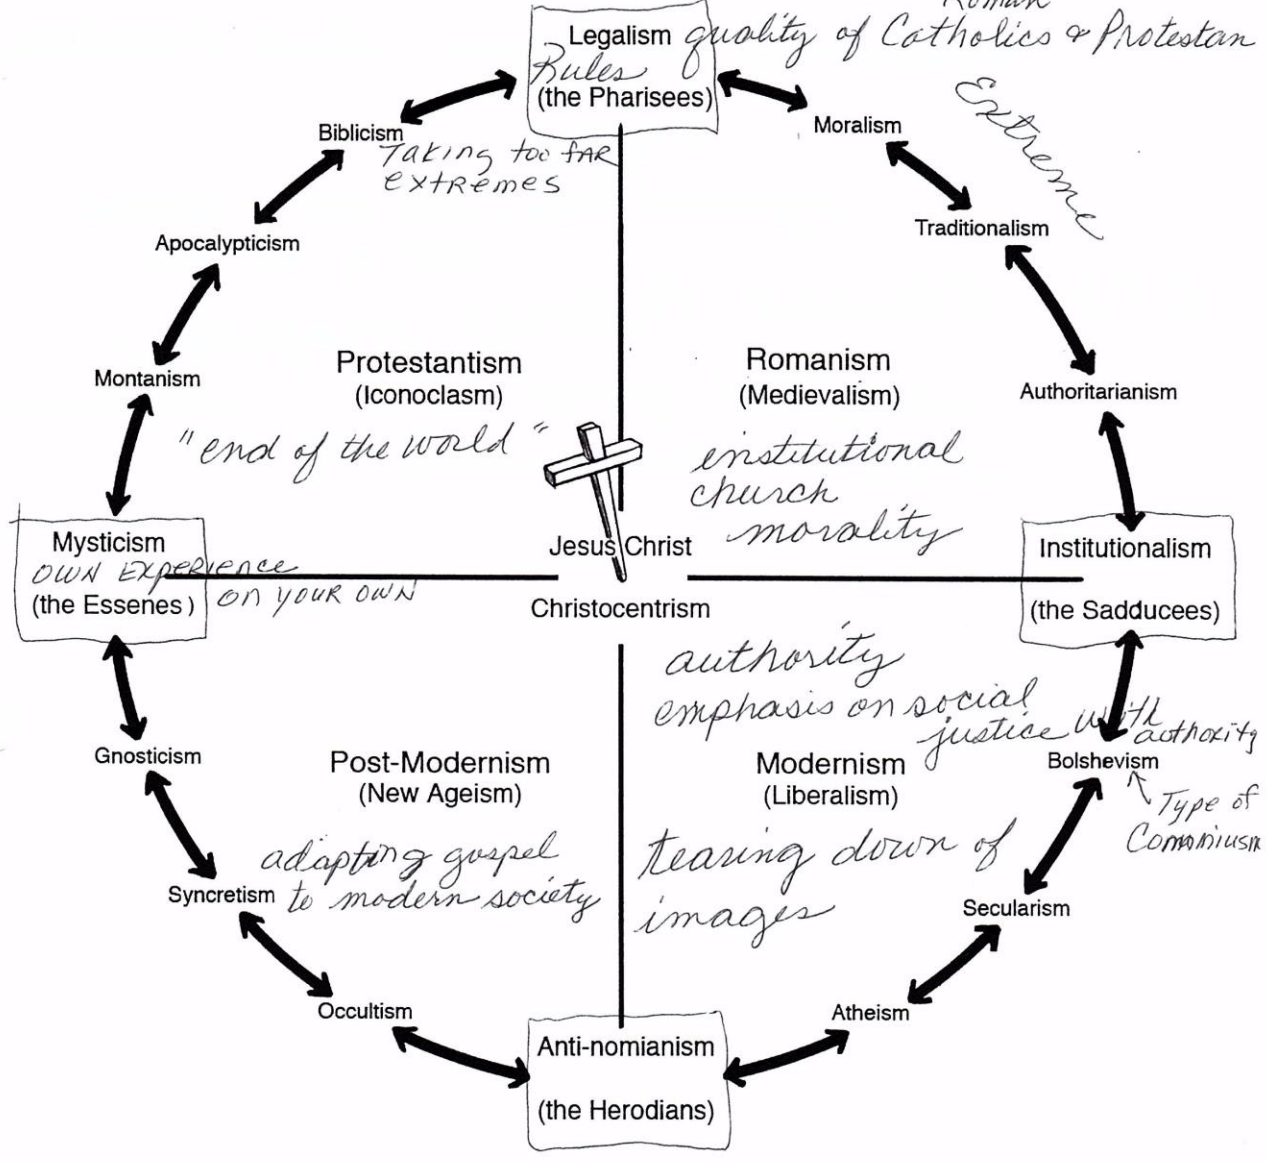 Roman
Legalism quality of Catholics & Protestan
Rules
(the Pharisees)
Extreme
Biblicism
Taking too far
extremes
Moralism
Apocalypticism
Traditionalism
Montanism
Protestantism
(Iconoclasm)
"end of the world"
Romanism
(Medievalism)
institutional
church
morality
Authoritarianism
Mysticism
OWN EXPERIENCE
(the Essenes)
on YOUR OWN
Jesus Christ
Christocentrism
Institutionalism
(the Sadducees)
authority
emphasis on social
justice with
authority
Gnosticism
Post-Modernism
(New Ageism)
adapting gospel
to modern society
Modernism
(Liberalism)
tearing down of
images
Bolshevism
Type of
Commiusm
Syncretism
Secularism
Occultism
Atheism
Anti-nomianism
(the Herodians)